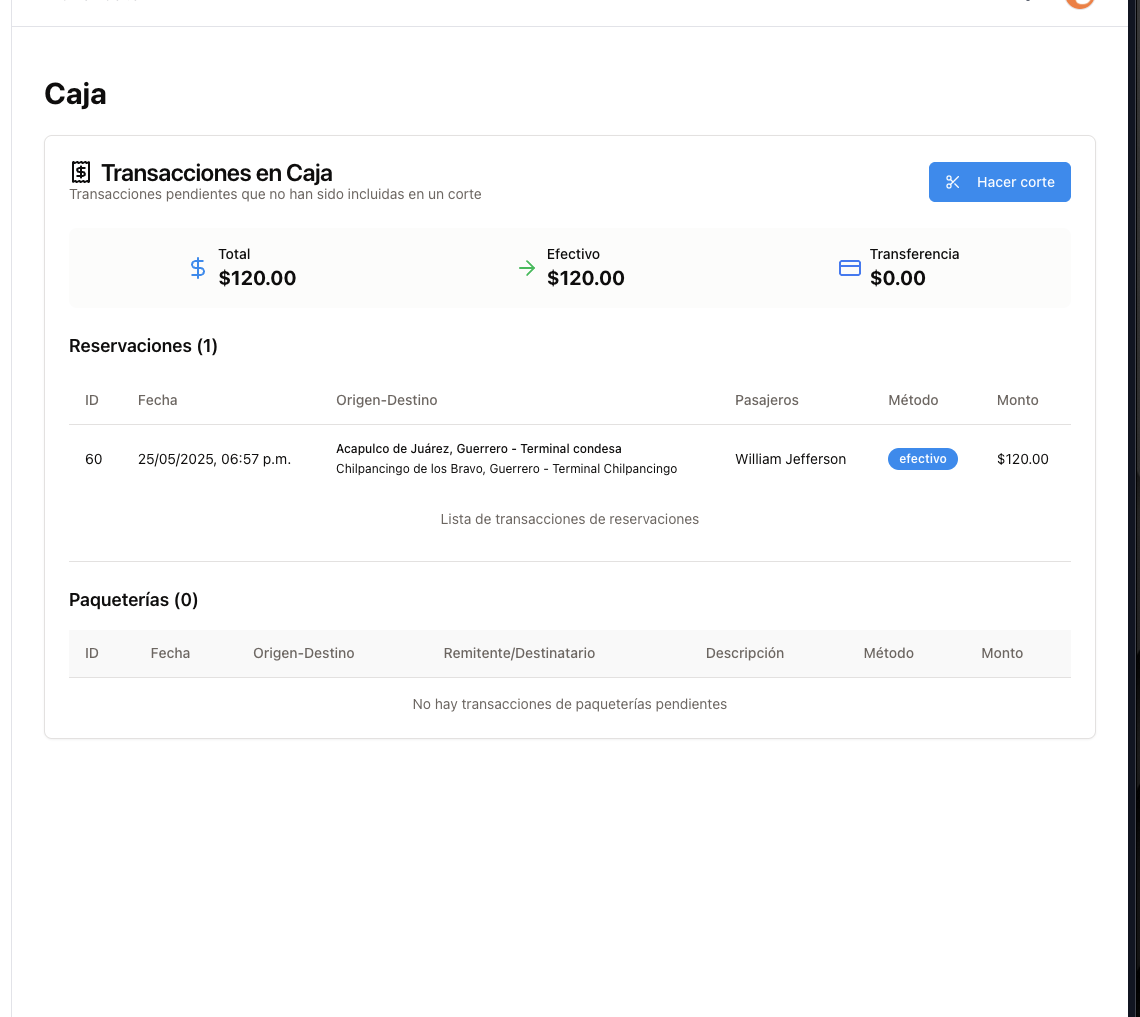 Caja
Transacciones en Caja
Transacciones pendientes que no han sido incluidas en un corte
Hacer corte
Total
$120.00
Efectivo
$120.00
Transferencia
$0.00
Reservaciones (1)
ID Fecha Origen-Destino Pasajeros Método Monto
60 25/05/2025, 06:57 p.m. Acapulco de Juárez, Guerrero - Terminal condesa
Chilpancingo de los Bravo, Guerrero - Terminal Chilpancingo
William Jefferson efectivo $120.00
Lista de transacciones de reservaciones
Paqueterías (0)
ID Fecha Origen-Destino Remitente/Destinatario Descripción Método Monto
No hay transacciones de paqueterías pendientes